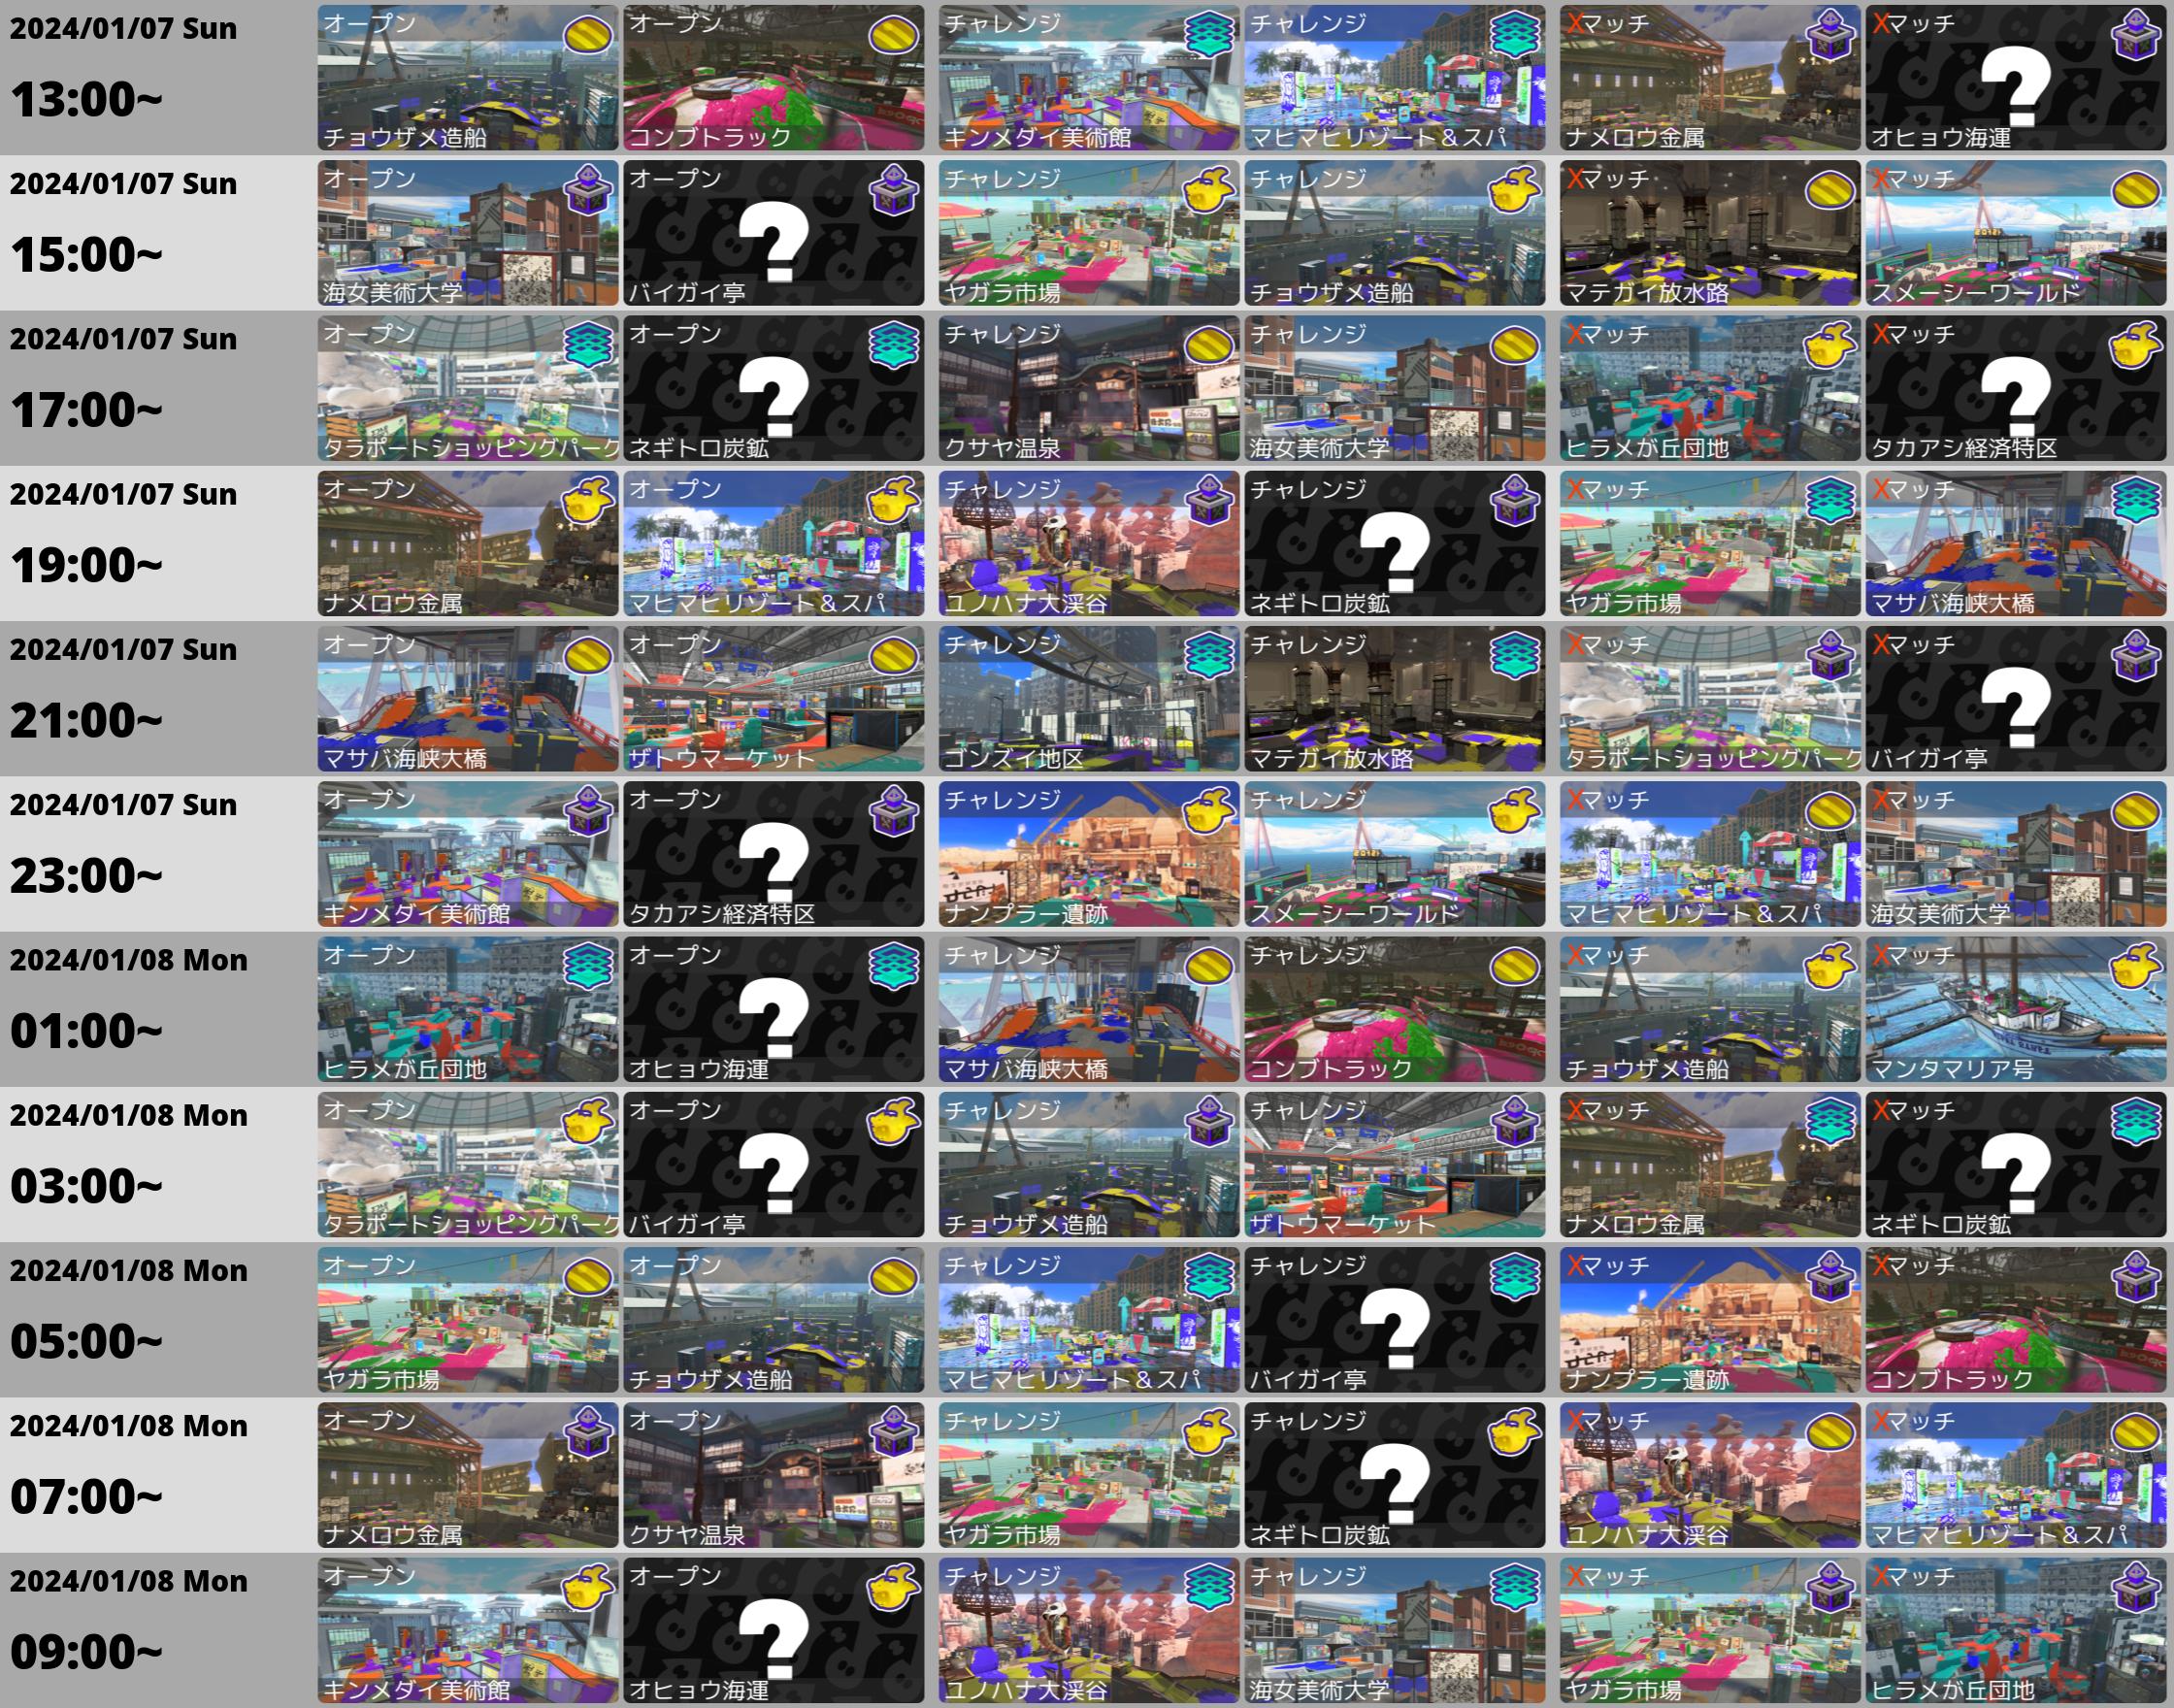 2024/01/07 Sun
13:00~
オープン
チョウザメ造船
オープン
コンブトラック
チャレンジ
キンメダイ美術館
チャレンジ
マヒマヒリゾート＆スパ
Xマッチ
ナメロウ金属
Xマッチ
オヒョウ海運
2024/01/07 Sun
15:00~
オープン
海女美術大学
オープン
バイガイ亭
チャレンジ
ヤガラ市場
チャレンジ
チョウザメ造船
Xマッチ
マテガイ放水路
Xマッチ
スメーシーワールド
2024/01/07 Sun
17:00~
オープン
タラポートショッピングパーク
オープン
ネギトロ炭鉱
チャレンジ
クサヤ温泉
チャレンジ
海女美術大学
Xマッチ
ヒラメが丘団地
Xマッチ
タカアシ経済特区
2024/01/07 Sun
19:00~
オープン
ナメロウ金属
オープン
マヒマヒリゾート＆スパ
チャレンジ
ユノハナ大渓谷
チャレンジ
ネギトロ炭鉱
Xマッチ
ヤガラ市場
Xマッチ
マサバ海峡大橋
2024/01/07 Sun
21:00~
オープン
マサバ海峡大橋
オープン
ザトウマーケット
チャレンジ
ゴンズイ地区
チャレンジ
マテガイ放水路
Xマッチ
タラポートショッピングパーク
Xマッチ
バイガイ亭
2024/01/07 Sun
23:00~
オープン
キンメダイ美術館
オープン
タカアシ経済特区
チャレンジ
ナンプラー遺跡
チャレンジ
スメーシーワールド
Xマッチ
マヒマヒリゾート＆スパ
Xマッチ
海女美術大学
2024/01/08 Mon
01:00~
オープン
ヒラメが丘団地
オープン
オヒョウ海運
チャレンジ
マサバ海峡大橋
チャレンジ
コンブトラック
Xマッチ
チョウザメ造船
Xマッチ
マンタマリア号
2024/01/08 Mon
03:00~
オープン
タラポートショッピングパーク
オープン
バイガイ亭
チャレンジ
チョウザメ造船
チャレンジ
ザトウマーケット
Xマッチ
ナメロウ金属
Xマッチ
ネギトロ炭鉱
2024/01/08 Mon
05:00~
オープン
ヤガラ市場
オープン
チョウザメ造船
チャレンジ
マヒマヒリゾート＆スパ
チャレンジ
バイガイ亭
Xマッチ
ナンプラー遺跡
Xマッチ
コンブトラック
2024/01/08 Mon
07:00~
オープン
ナメロウ金属
オープン
クサヤ温泉
チャレンジ
ヤガラ市場
チャレンジ
ネギトロ炭鉱
Xマッチ
ユノハナ大渓谷
Xマッチ
マヒマヒリゾート＆スパ
2024/01/08 Mon
09:00~
オープン
キンメダイ美術館
オープン
オヒョウ海運
チャレンジ
ユノハナ大渓谷
チャレンジ
海女美術大学
Xマッチ
ヤガラ市場
Xマッチ
ヒラメが丘団地